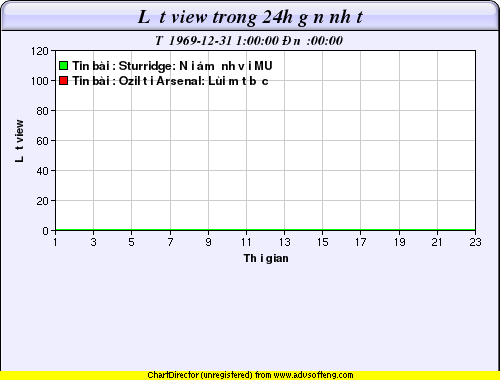 L t view trong 24h g n nh t
T 1969-12-31 1:00:00 Đn :00:00
120
Tin bài : Sturridge: N i ám nh v i MU
100
Tin bài : Ozil t i Arsenal: Lùi m t b c
80
60
40
20
0
L t view
1 3 5 7 9 11 13 15 17 19 21 23
Th i gian
ChartDirector (unregistered) from www.advsofteng.com